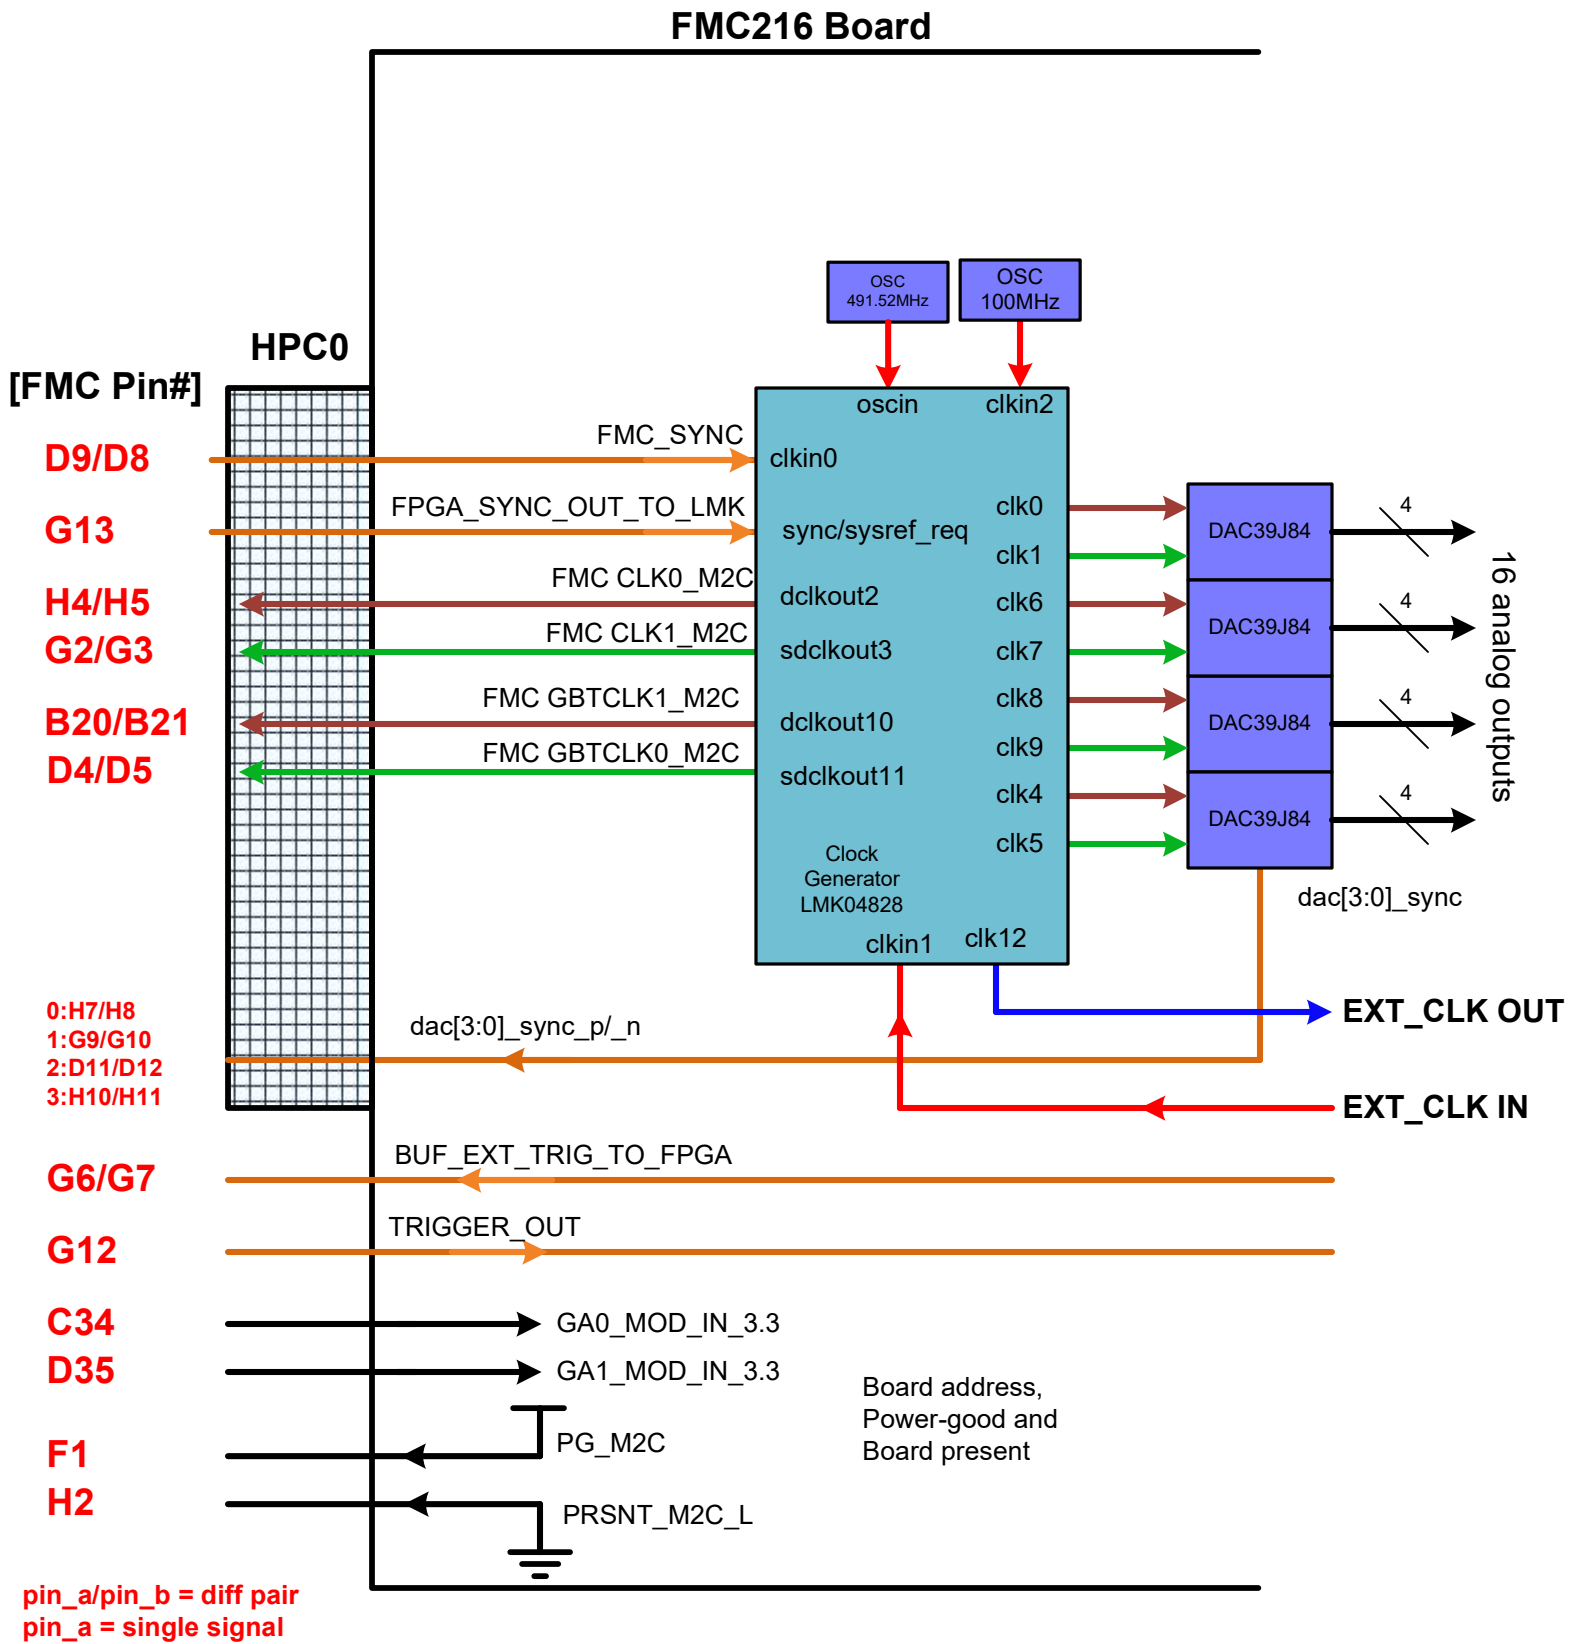 FMC216 Board
OSC
491.52MHz
OSC
100MHz
HPC0
[FMC Pin#]
oscin
clkin2
D9/D8
FMC_SYNC
clkin0
G13
FPGA_SYNC_OUT_TO_LMK
sync/sysref_req
H4/H5
FMC CLK0_M2C
dclkout2
G2/G3
FMC CLK1_M2C
sdclkout3
B20/B21
FMC GBTCLK1_M2C
dclkout10
D4/D5
FMC GBTCLK0_M2C
sdclkout11
clk0
clk1
clk6
clk7
clk8
clk9
clk4
clk5
DAC39J84
DAC39J84
DAC39J84
DAC39J84
4
4
4
4
16 analog outputs
Clock
Generator
LMK04828
clkin1
clk12
dac[3:0]_sync
0:H7/H8
1:G9/G10
2:D11/D12
3:H10/H11
dac[3:0]_sync_p/_n
EXT_CLK OUT
EXT_CLK IN
G6/G7
BUF_EXT_TRIG_TO_FPGA
G12
TRIGGER_OUT
C34
GA0_MOD_IN_3.3
D35
GA1_MOD_IN_3.3
Board address,
Power-good and
Board present
F1
PG_M2C
H2
PRSNT_M2C_L
pin_a/pin_b = diff pair
pin_a = single signal